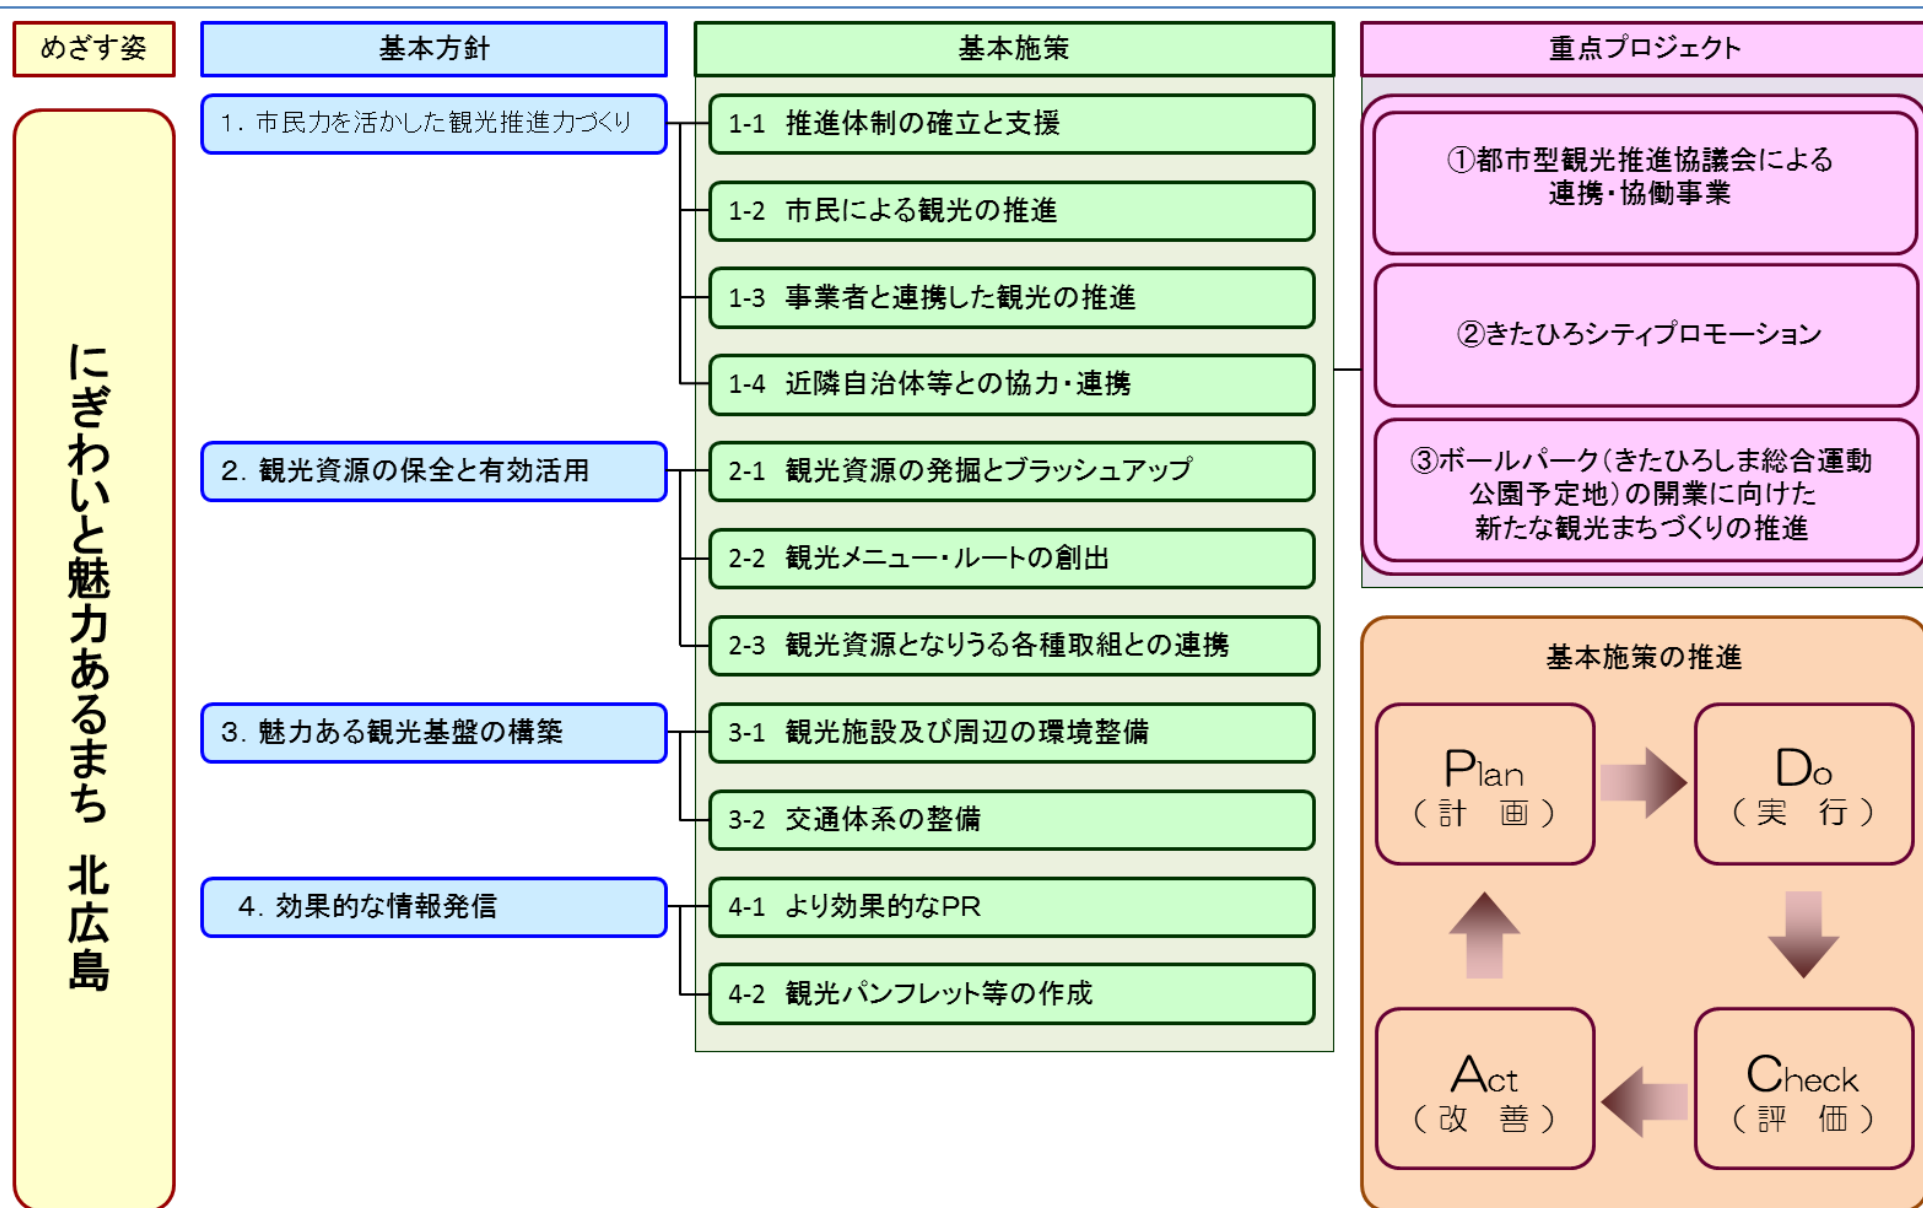 めざす姿
にぎわいと魅力あるまち　北広島
基本方針
1．市民力を活かした観光推進力づくり
2．観光資源の保全と有効活用
3．魅力ある観光基盤の構築
4．効果的な情報発信
基本施策
1-1　推進体制の確立と支援
1-2　市民による観光の推進
1-3　事業者と連携した観光の推進
1-4　近隣自治体等との協力・連携
2-1　観光資源の発掘とブラッシュアップ
2-2　観光メニュー・ルートの創出
2-3　観光資源となりうる各種取組との連携
3-1　観光施設及び周辺の環境整備
3-2　交通体系の整備
4-1　より効果的なPR
4-2　観光パンフレット等の作成
重点プロジェクト
①都市型観光推進協議会による
連携・協働事業
②きたひろシティプロモーション
③ボールパーク（きたひろしま総合運動
公園予定地）の開業に向けた
新たな観光まちづくりの推進
基本施策の推進
Plan
（計　画）
Do
（実　行）
Check
（評　価）
Act
（改　善）